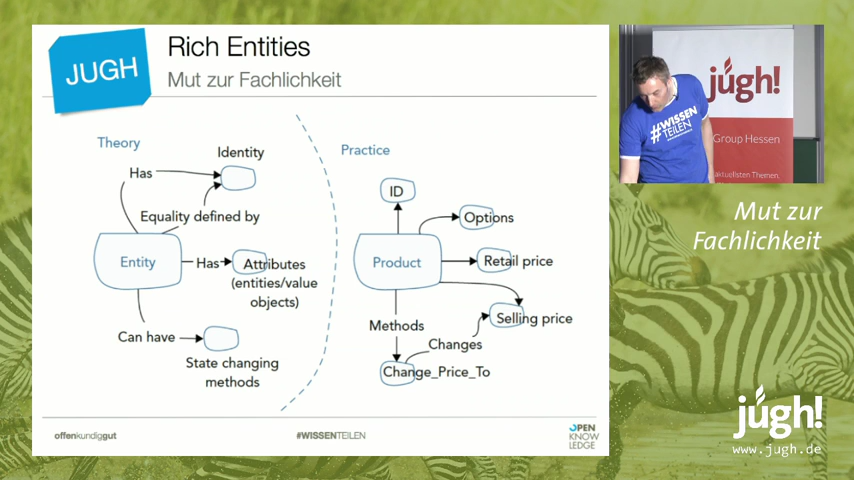 JUGH
Rich Entities
Mut zur Fachlichkeit
Theory
Has
Identity
Equality defined by
Entity
Has
Attributes
(entities/value
objects)
Can have
State changing
methods
Practice
ID
Options
Product
Retail price
Selling price
Methods
Changes
Change_Price_To
offenkundiggut
#WISSENTEILEN
OPEN
KNOW
LEDGE
júgh!
#WISSEN
TEILEN
Group Hessen
aktuellsten Themen
Mut zur
Fachlichkeit
júgh!
www.jugh.de